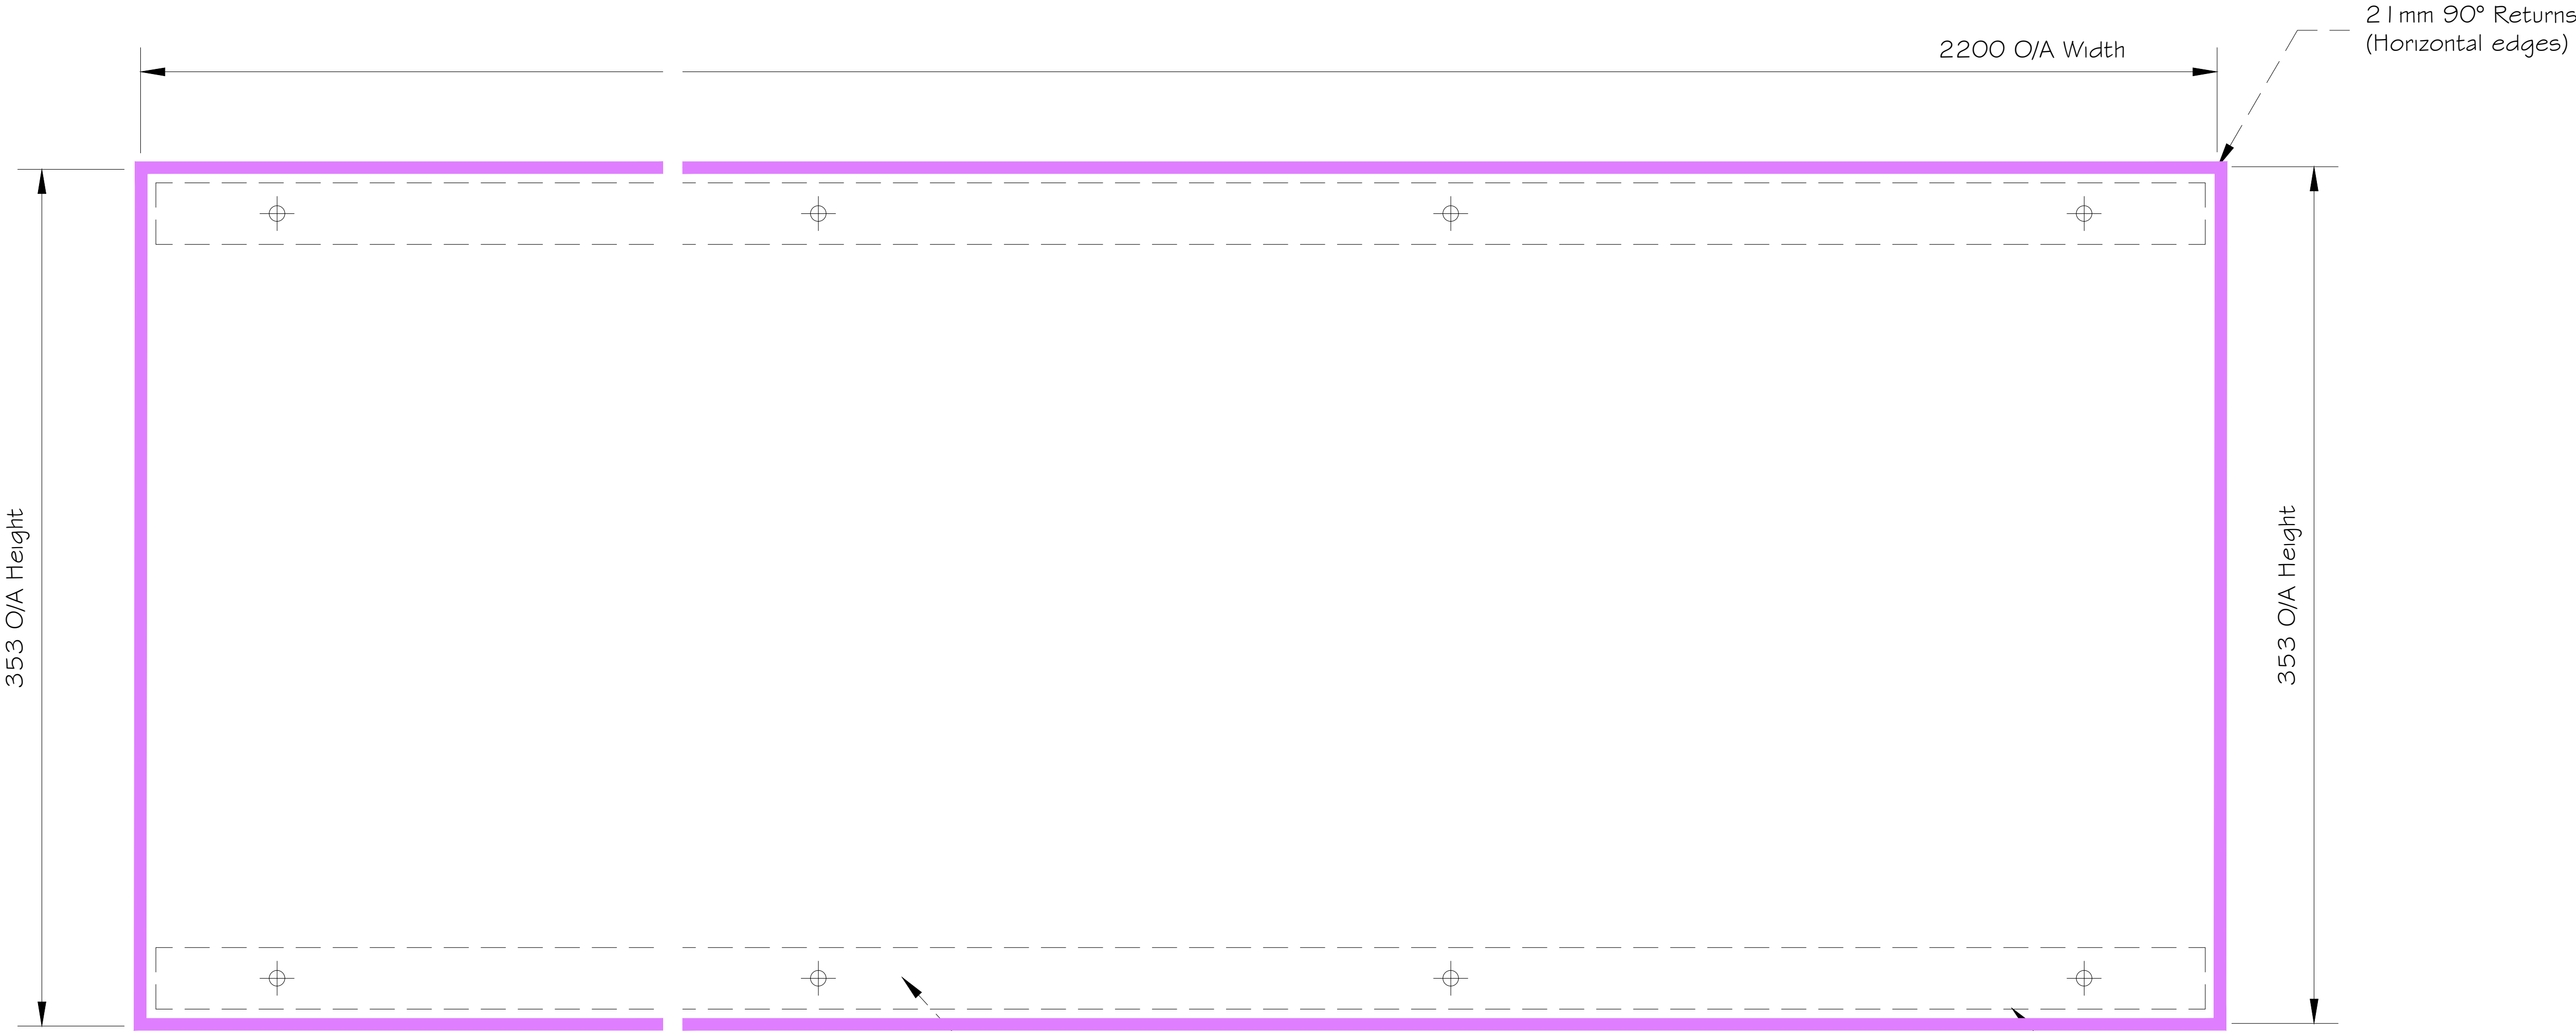 21mm 90° Returns
(Horizontal edges)
2200 O/A Width
353 O/A Height
353 O/A Height